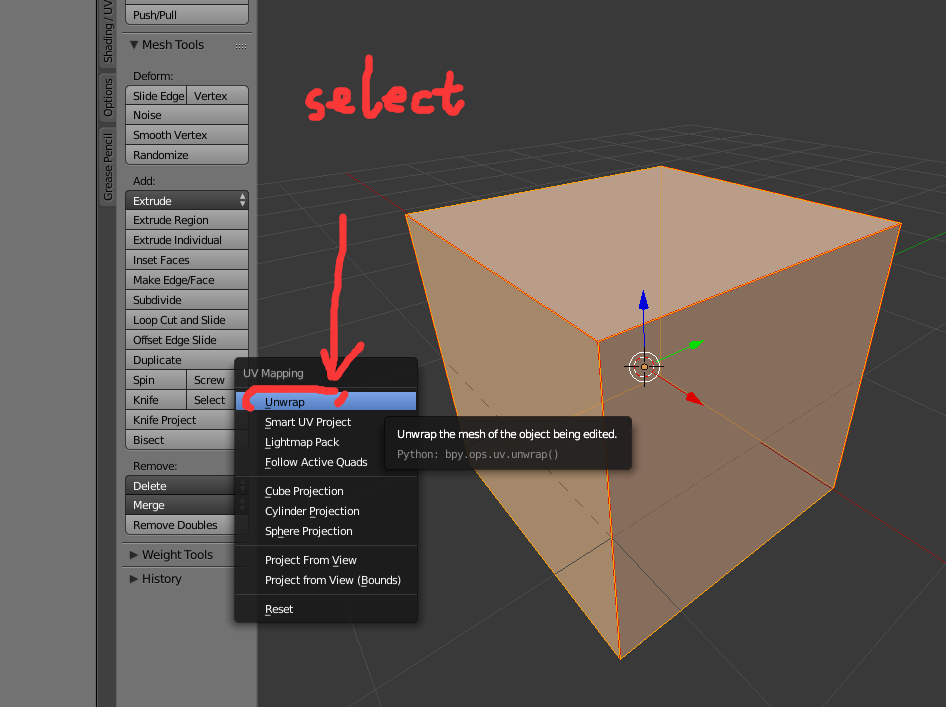 Shading / UV
Options
Grease Pencil
Push/Pull
Mesh Tools
Deform:
Slide Edge Vertex
Noise
Smooth Vertex
Randomize
Add:
Extrude
Extrude Region
Extrude Individual
Inset Faces
Make Edge/Face
Subdivide
Loop Cut and Slide
Offset Edge Slide
Duplicate
Spin Screw
Knife Select
Knife Project
Bisect
Remove:
Delete
Merge
Remove Doubles
Weight Tools
History
select
UV Mapping
Unwrap
Smart UV Project
Lightmap Pack
Follow Active Quads
Cube Projection
Cylinder Projection
Sphere Projection
Project From View
Project from View (Bounds)
Reset
Unwrap the mesh of the object being edited.
Python: bpy.ops.uv.unwrap()